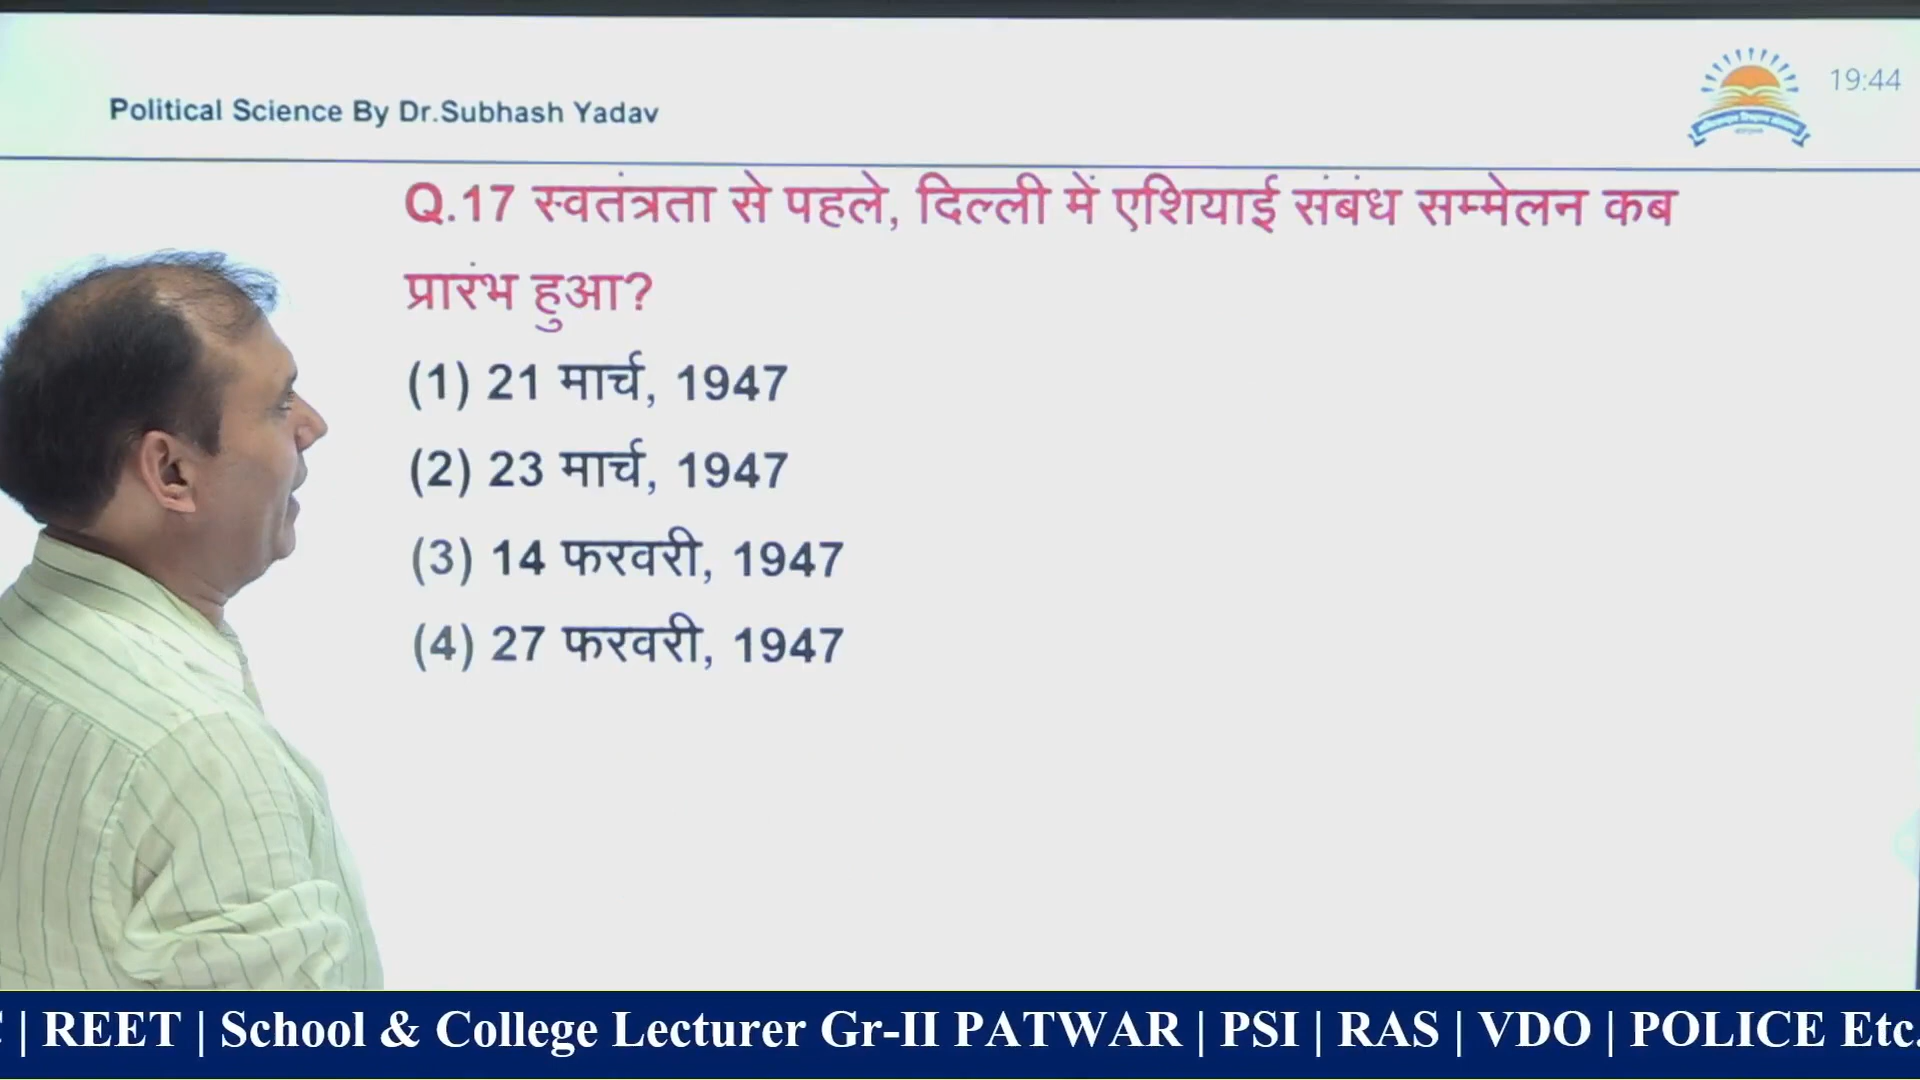 Political Science By Dr.Subhash Yadav
19:44
Q.17 स्वतंत्रता से पहले, दिल्ली में एशियाई संबंध सम्मेलन कब
प्रारंभ हुआ?
(1) 21 मार्च, 1947
(2) 23 मार्च, 1947
(3) 14 फरवरी, 1947
(4) 27 फरवरी, 1947
| REET | School & College Lecturer Gr-II PATWAR | PSI | RAS | VDO | POLICE Etc.